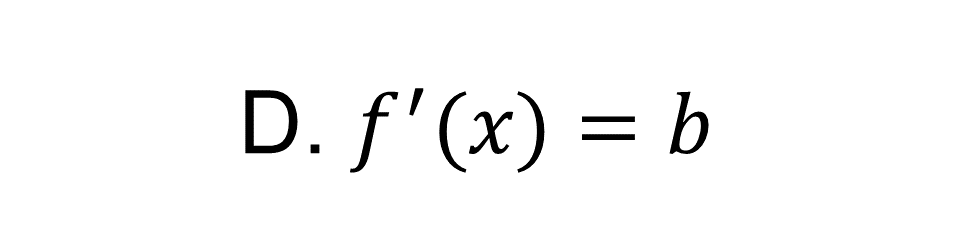 D. f′(x) = b